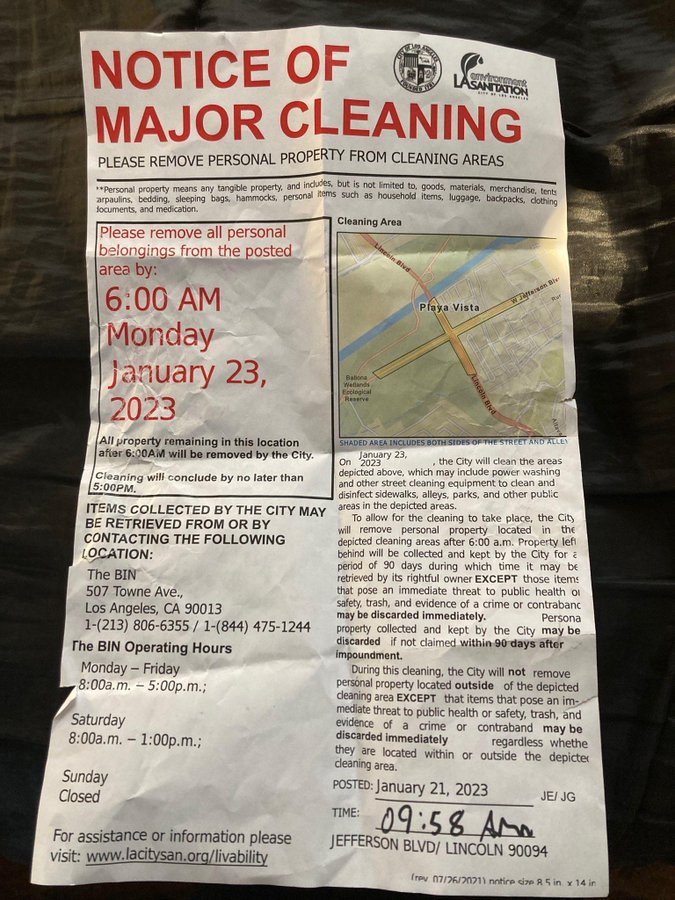 NOTICE OF
MAJOR CLEANING
CITY OF LOS ANGELES
FOUNDED 1781
environment
LASANITATION
CITY OF LOS ANGELES
PLEASE REMOVE PERSONAL PROPERTY FROM CLEANING AREAS
**Personal property means any tangible property, and includes, but is not limited to, goods, materials, merchandise, tents
arpaulins, bedding, sleeping bags, hammocks, personal items such as household items, luggage, backpacks, clothing
documents, and medication.
Please remove all personal
belongings from the posted
area by:
6:00 AM
Monday
January 23,
2023
All property remaining in this location
after 6:00AM will be removed by the City.
Cleaning will conclude by no later than
5:00PM.
ITEMS COLLECTED BY THE CITY MAY
BE RETRIEVED FROM OR BY
CONTACTING THE FOLLOWING
LOCATION:
The BIN
507 Towne Ave.,
Los Angeles, CA 90013
1-(213) 806-6355 / 1-(844) 475-1244
The BIN Operating Hours
Monday – Friday
8:00a.m. – 5:00p.m.;
Saturday
8:00a.m. – 1:00p.m.;
Sunday
Closed
For assistance or information please
visit: www.lacitysan.org/livability
Cleaning Area
Lincoln Blvd
Playa Vista
W Jefferson Blv
Ballona
Wetlands
Ecological
Reserve
Lincoln Blvd
SHADED AREA INCLUDES BOTH SIDES OF THE STREET AND ALLEY
On January 23, 2023 , the City will clean the areas
depicted above, which may include power washing
and other street cleaning equipment to clean and
disinfect sidewalks, alleys, parks, and other public
areas in the depicted areas.
To allow for the cleaning to take place, the City
will remove personal property located in the
depicted cleaning areas after 6:00 a.m. Property left
behind will be collected and kept by the City for a
period of 90 days during which time it may be
retrieved by its rightful owner EXCEPT those items
that pose an immediate threat to public health or
safety, trash, and evidence of a crime or contraband
may be discarded immediately. Persona
property collected and kept by the City may be
discarded if not claimed within 90 days after
impoundment.
During this cleaning, the City will not remove
personal property located outside of the depicted
cleaning area EXCEPT that items that pose an im-
mediate threat to public health or safety, trash, and
evidence of a crime or contraband may be
discarded immediately regardless whethe
they are located within or outside the depicted
cleaning area.
POSTED: January 21, 2023 JE/ JG
TIME: 09:58 Am
JEFFERSON BLVD/ LINCOLN 90094
(rev. 07/26/2021) notice size 8.5 in. x 14 in